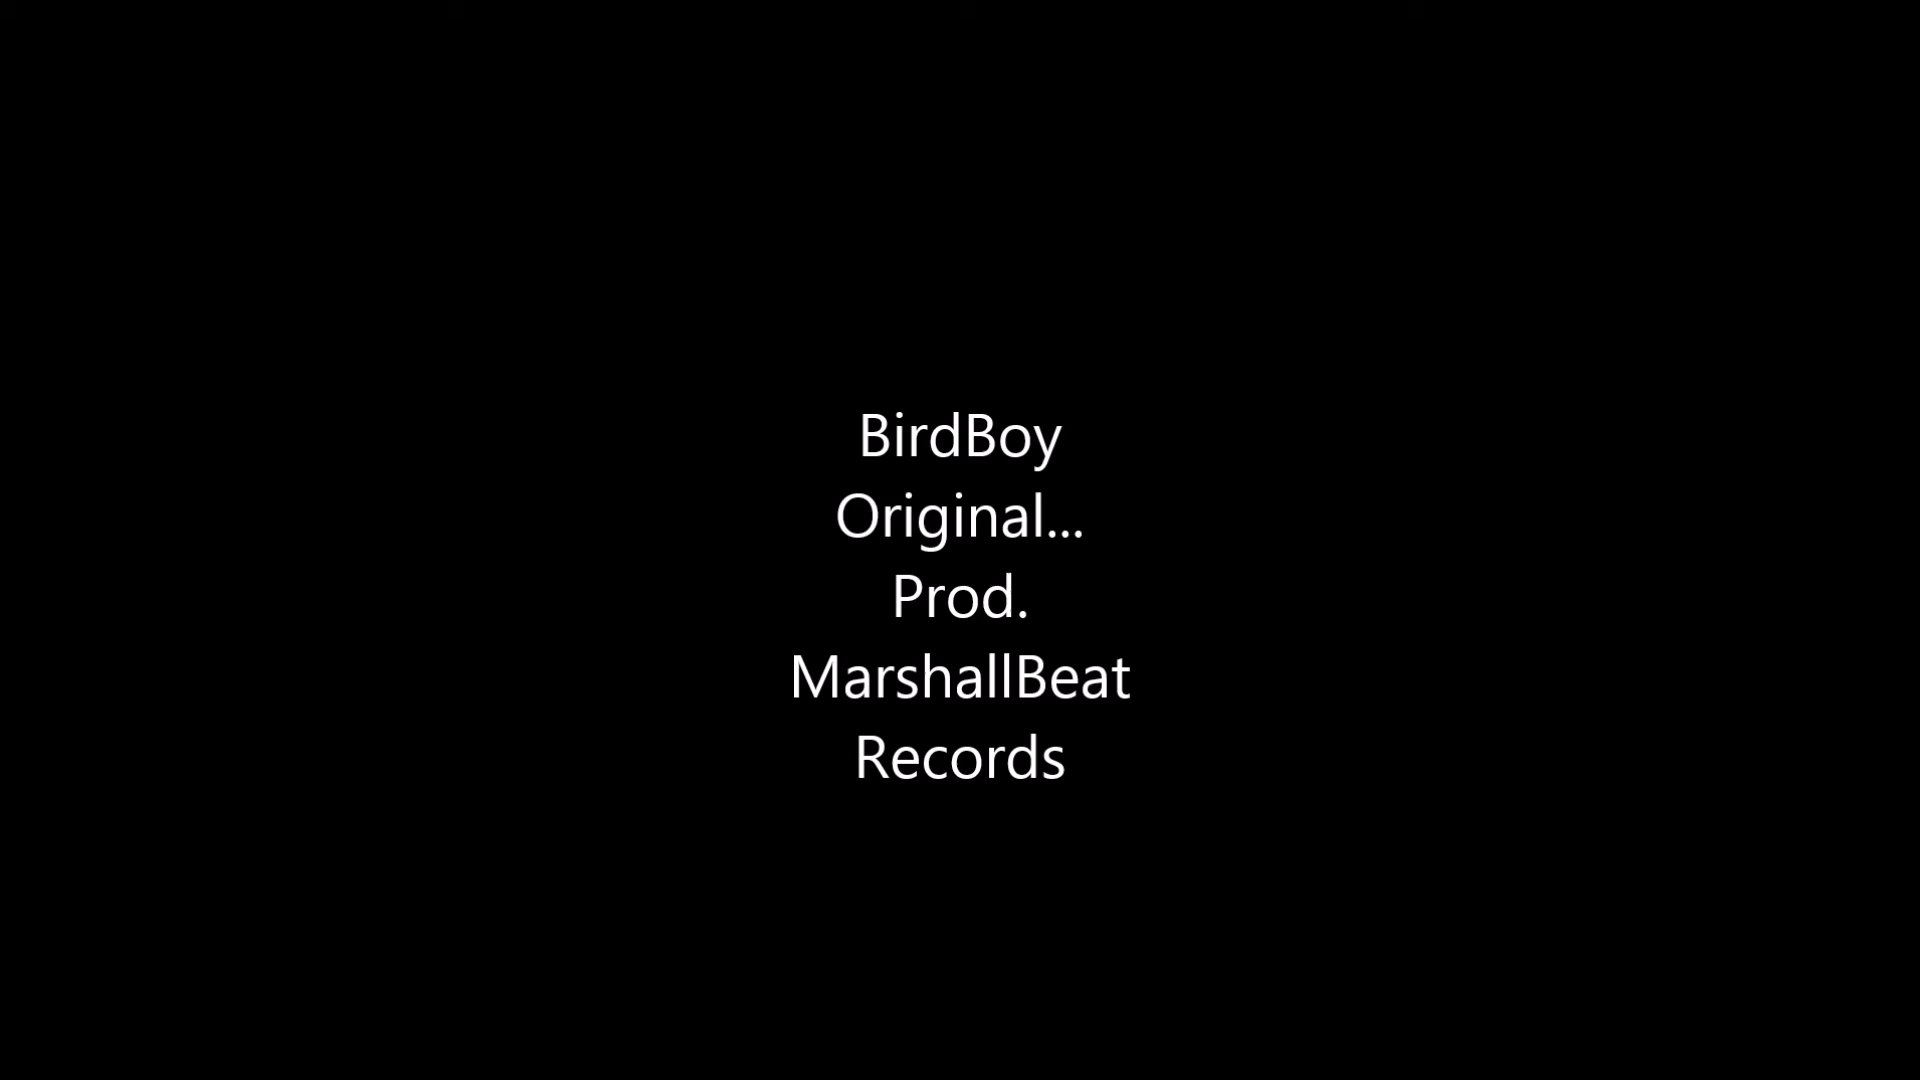 BirdBoy
Original...
Prod.
MarshallBeat
Records